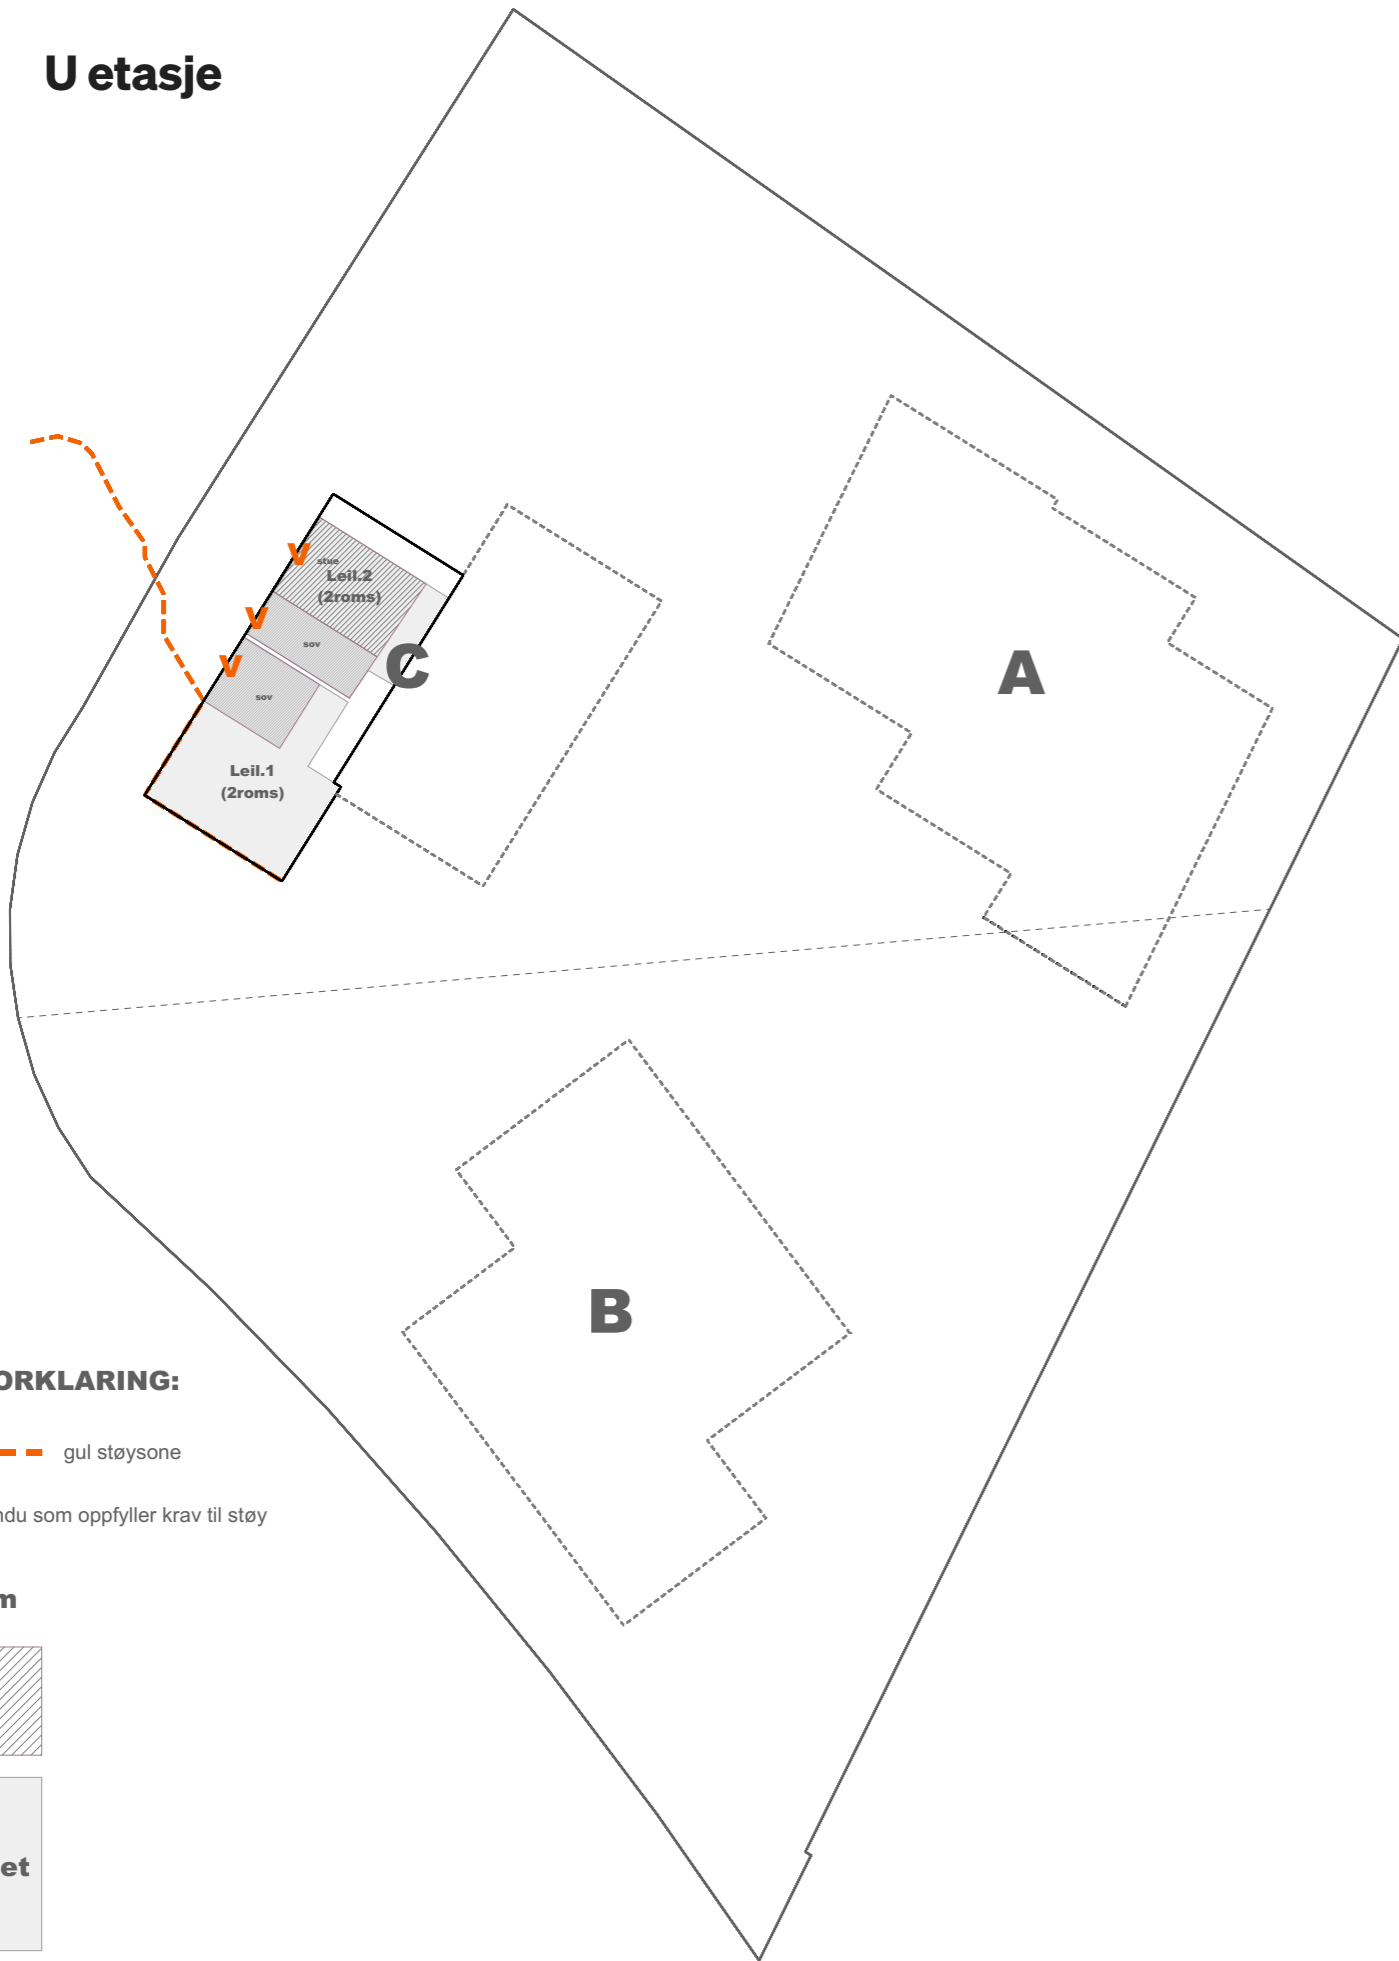 U etasje
V
stue
Leil.2
(2roms)
V
sov
V
sov
C
A
Leil.1
(2roms)
B
ORKLARING:
gul støysone
ndu som oppfyller krav til støy
m
et